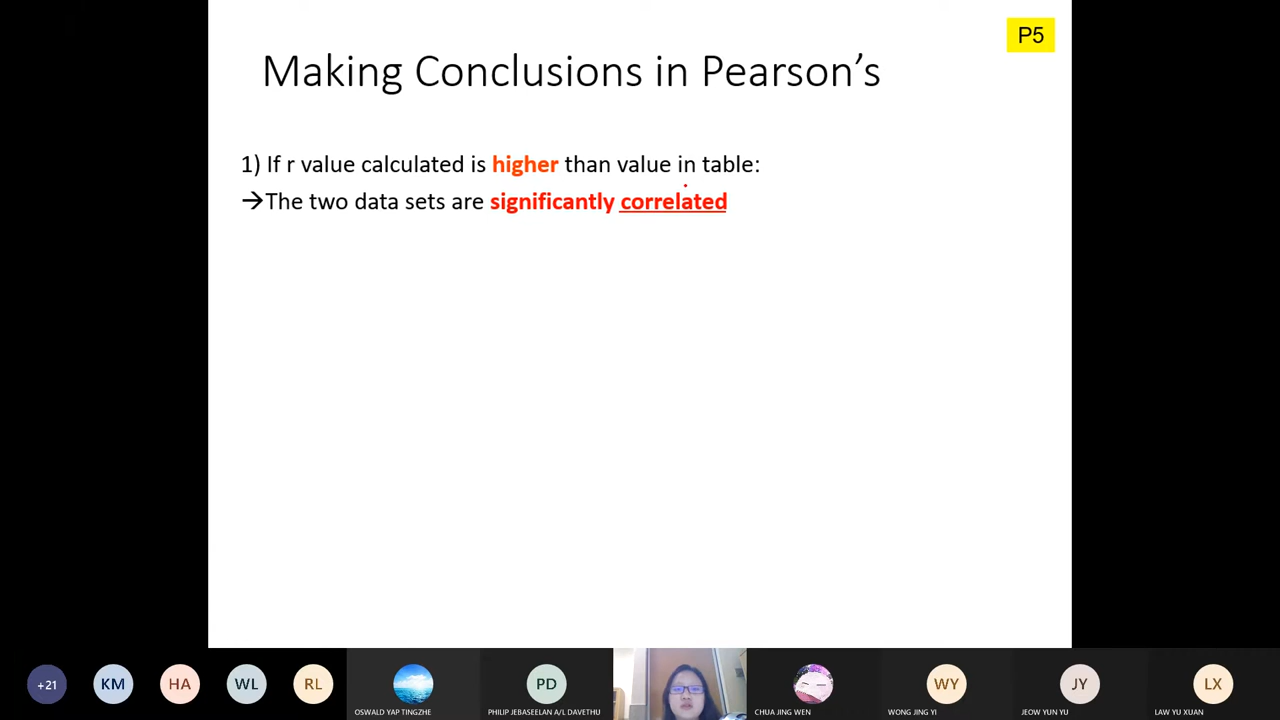 P5
Making Conclusions in Pearson’s
1) If r value calculated is higher than value in table:
→The two data sets are significantly correlated
+21
KM
HA
WL
RL
OSWALD YAP TINGZHE
PD
PHILIP JEBASEELAN A/L DAVETHU
CHUA JING WEN
WY
WONG JING YI
JY
JEOW YUN YU
LX
LAW YU XUAN